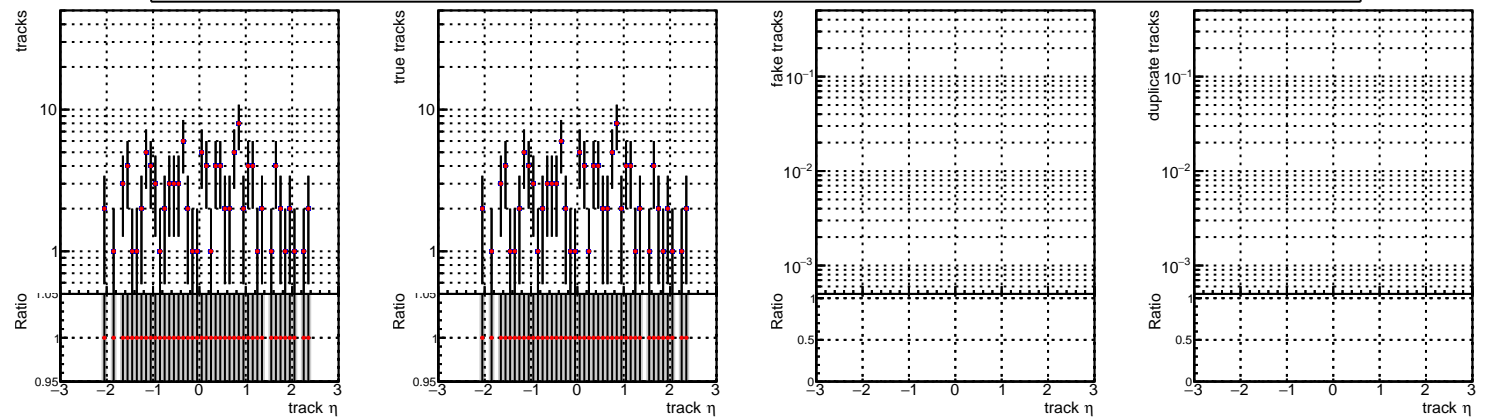 tracks
10
1
1.05
Ratio
1
0.95
−3 −2 −1 0 1 2 3
track η
true tracks
10
1
1.05
Ratio
1
0.95
−3 −2 −1 0 1 2 3
track η
fake tracks
10−1
10−2
10−3
Ratio
1
0.5
0
−3 −2 −1 0 1 2 3
track η
duplicate tracks
10−1
10−2
10−3
Ratio
1
0.5
0
−3 −2 −1 0 1 2 3
track η